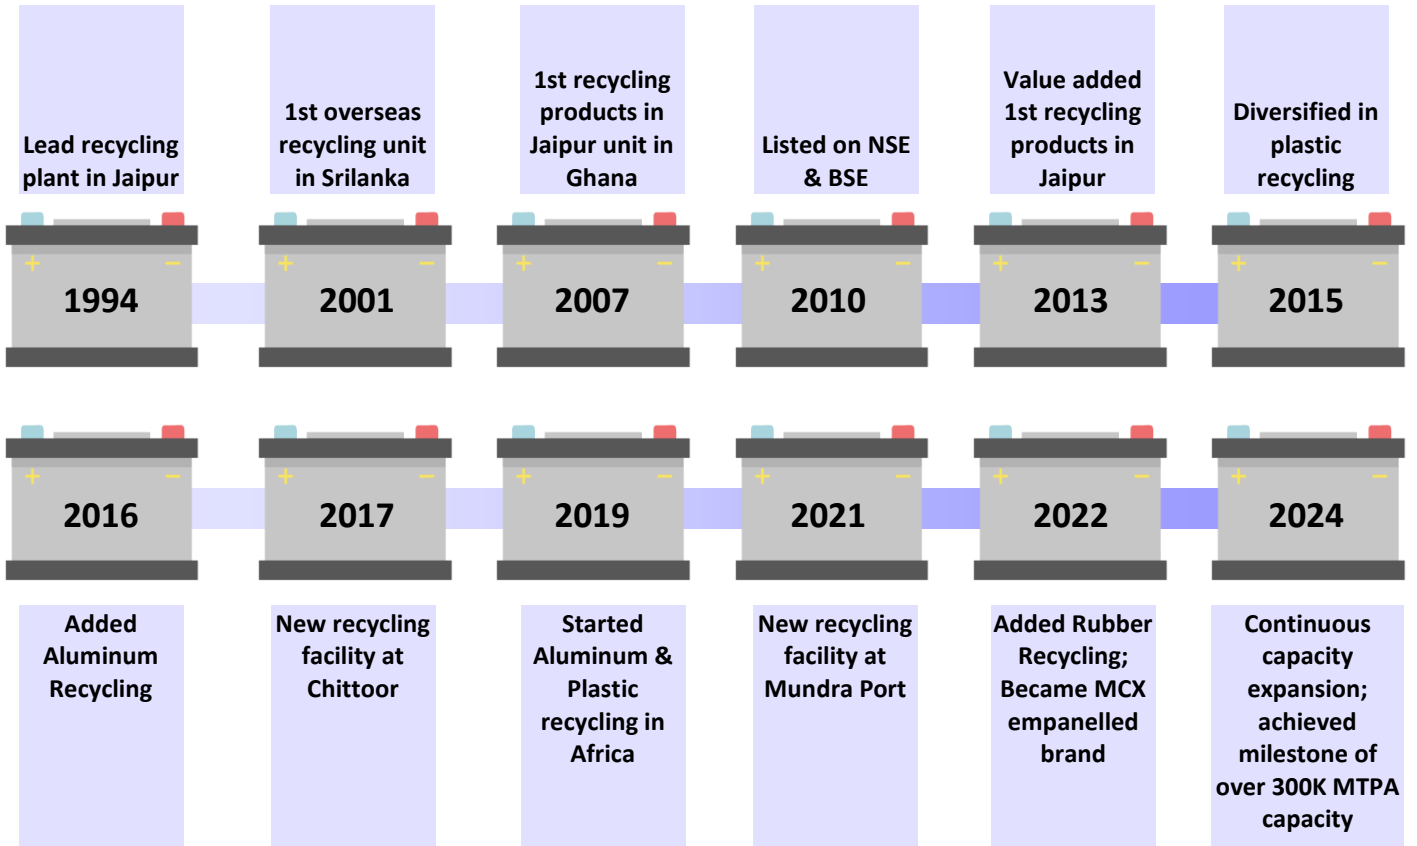 Lead recycling
plant in Jaipur
1st overseas
recycling unit
in Srilanka
1st recycling
products in
Jaipur unit in
Ghana
Listed on NSE
& BSE
Value added
1st recycling
products in
Jaipur
Diversified in
plastic
recycling
+ −
1994
+ −
2001
+ −
2007
+ −
2010
+ −
2013
+ −
2015
+ −
2016
+ −
2017
+ −
2019
+ −
2021
+ −
2022
+ −
2024
Added
Aluminum
Recycling
New recycling
facility at
Chittoor
Started
Aluminum &
Plastic
recycling in
Africa
New recycling
facility at
Mundra Port
Added Rubber
Recycling;
Became MCX
empanelled
brand
Continuous
capacity
expansion;
achieved
milestone of
over 300K MTPA
capacity